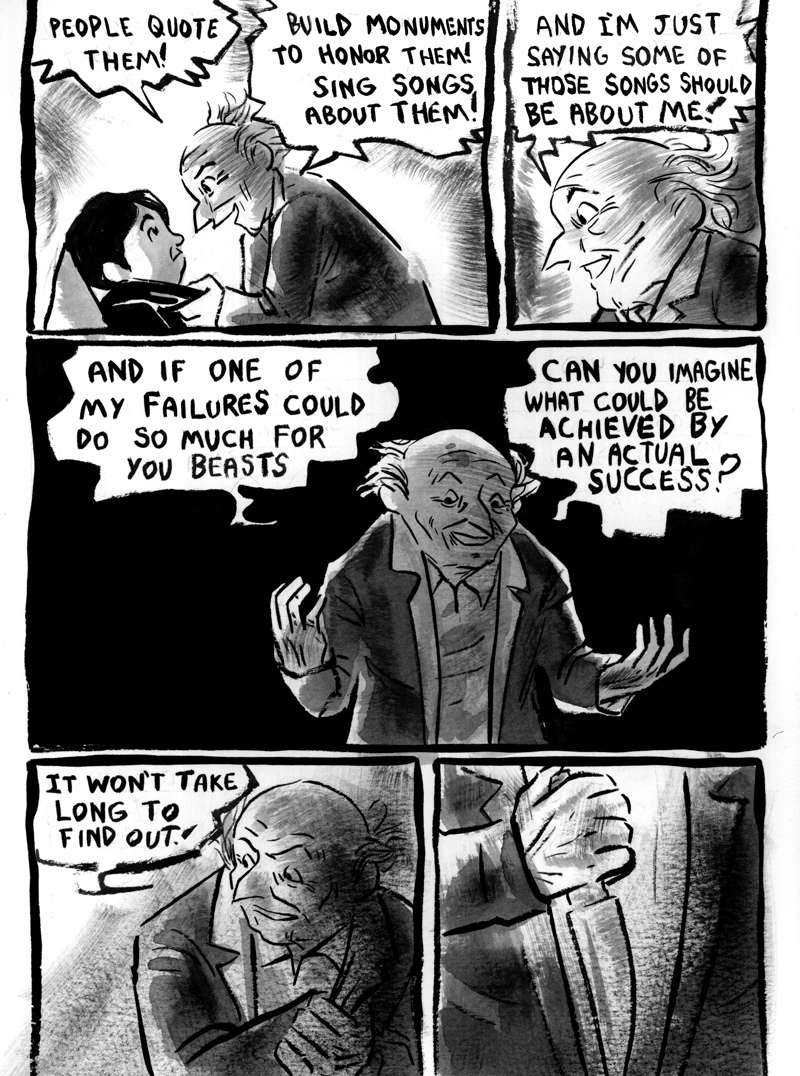 PEOPLE QUOTE
THEM!
BUILD MONUMENTS
TO HONOR THEM!
SING SONGS
ABOUT THEM!
AND I'M JUST
SAYING SOME OF
THOSE SONGS SHOULD
BE ABOUT ME!
AND IF ONE OF
MY FAILURES COULD
DO SO MUCH FOR
YOU BEASTS
CAN YOU IMAGINE
WHAT COULD BE
ACHIEVED BY
AN ACTUAL
SUCCESS?
IT WON'T TAKE
LONG TO
FIND OUT!